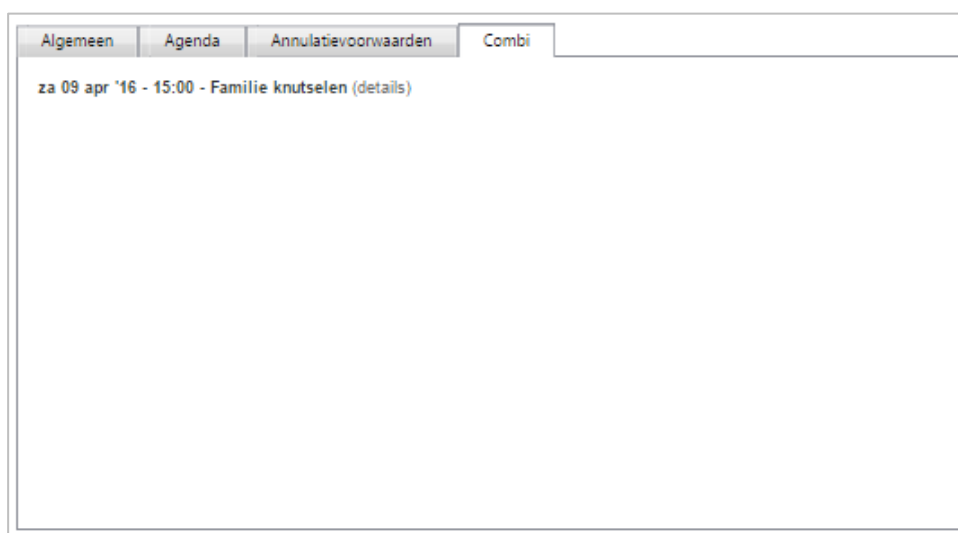 Algemeen Agenda Annulatievoorwaarden Combi
za 09 apr '16 - 15:00 - Familie knutselen (details)